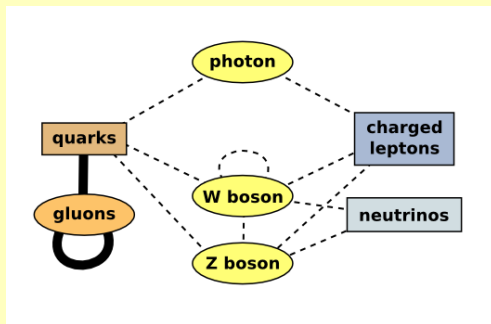 photon
quarks
charged
leptons
W boson
gluons
neutrinos
Z boson